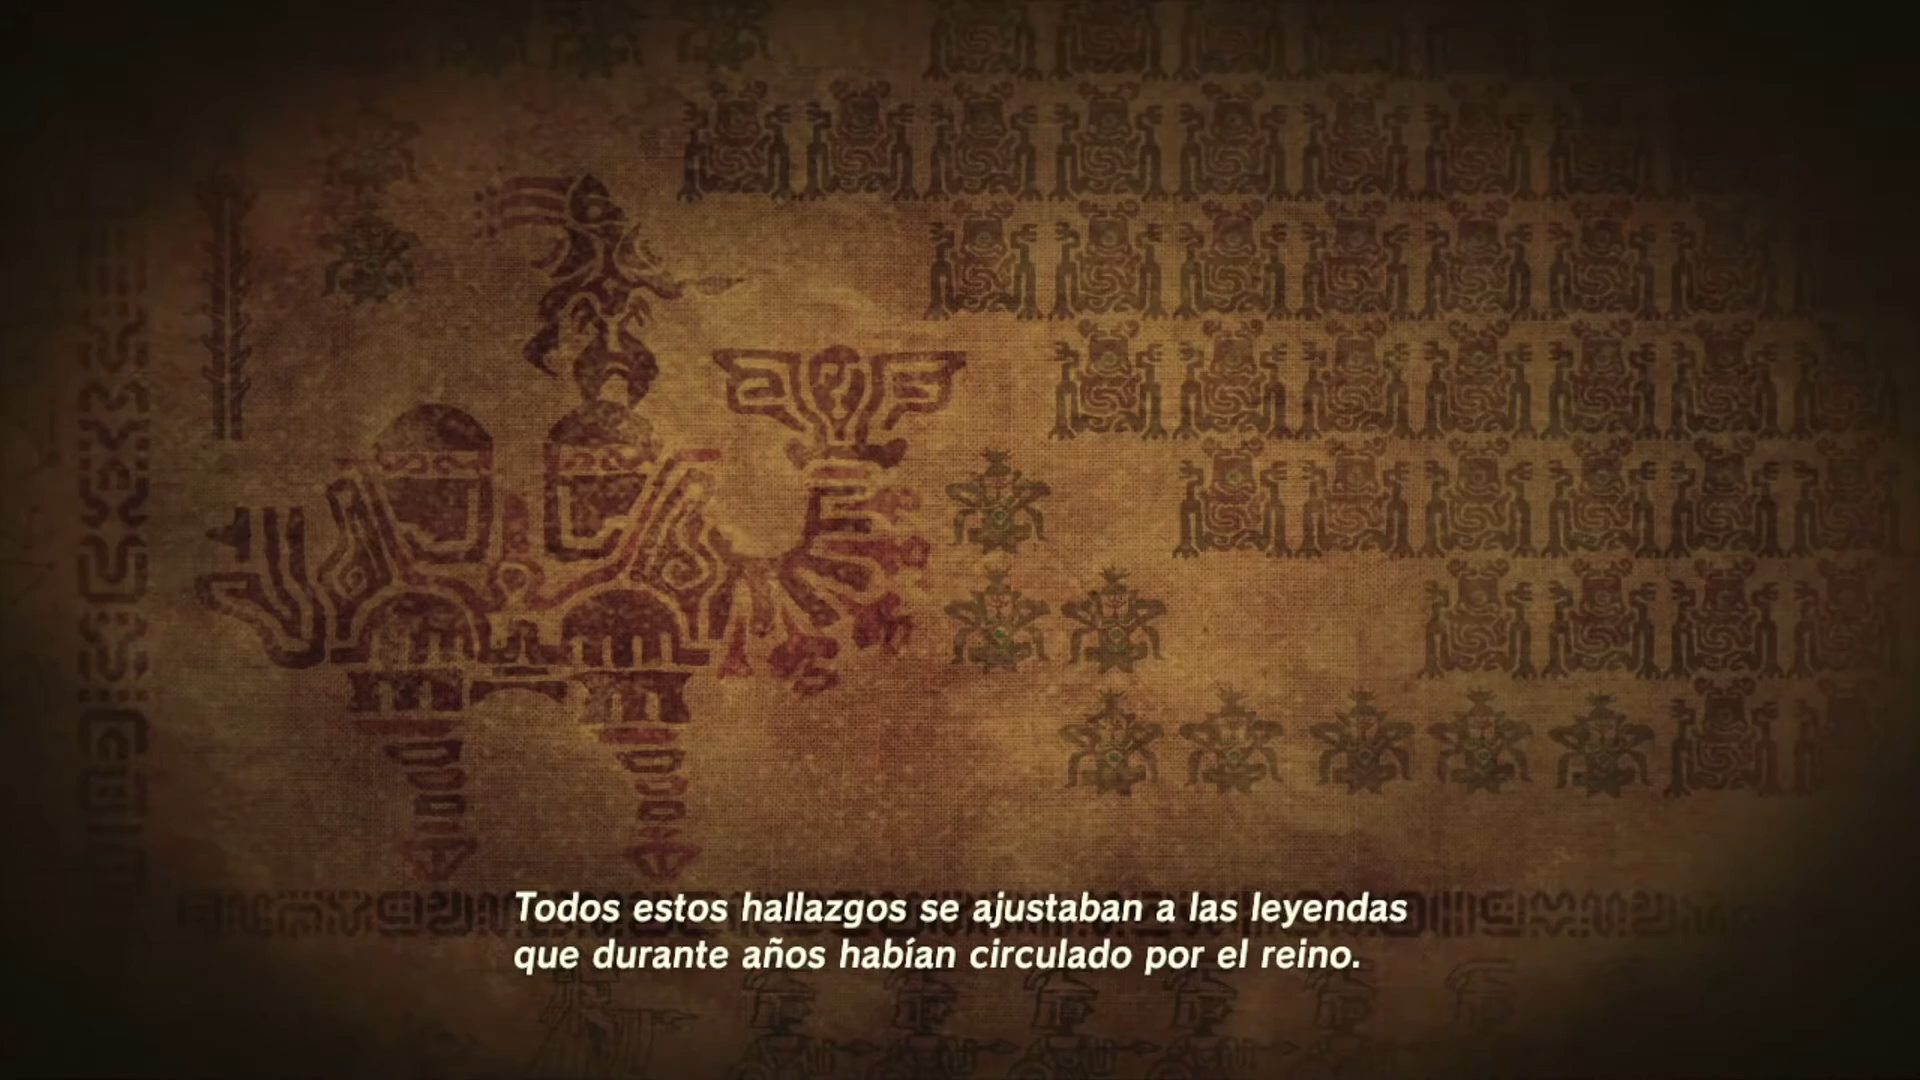 Todos estos hallazgos se ajustaban a las leyendas
que durante años habían circulado por el reino.